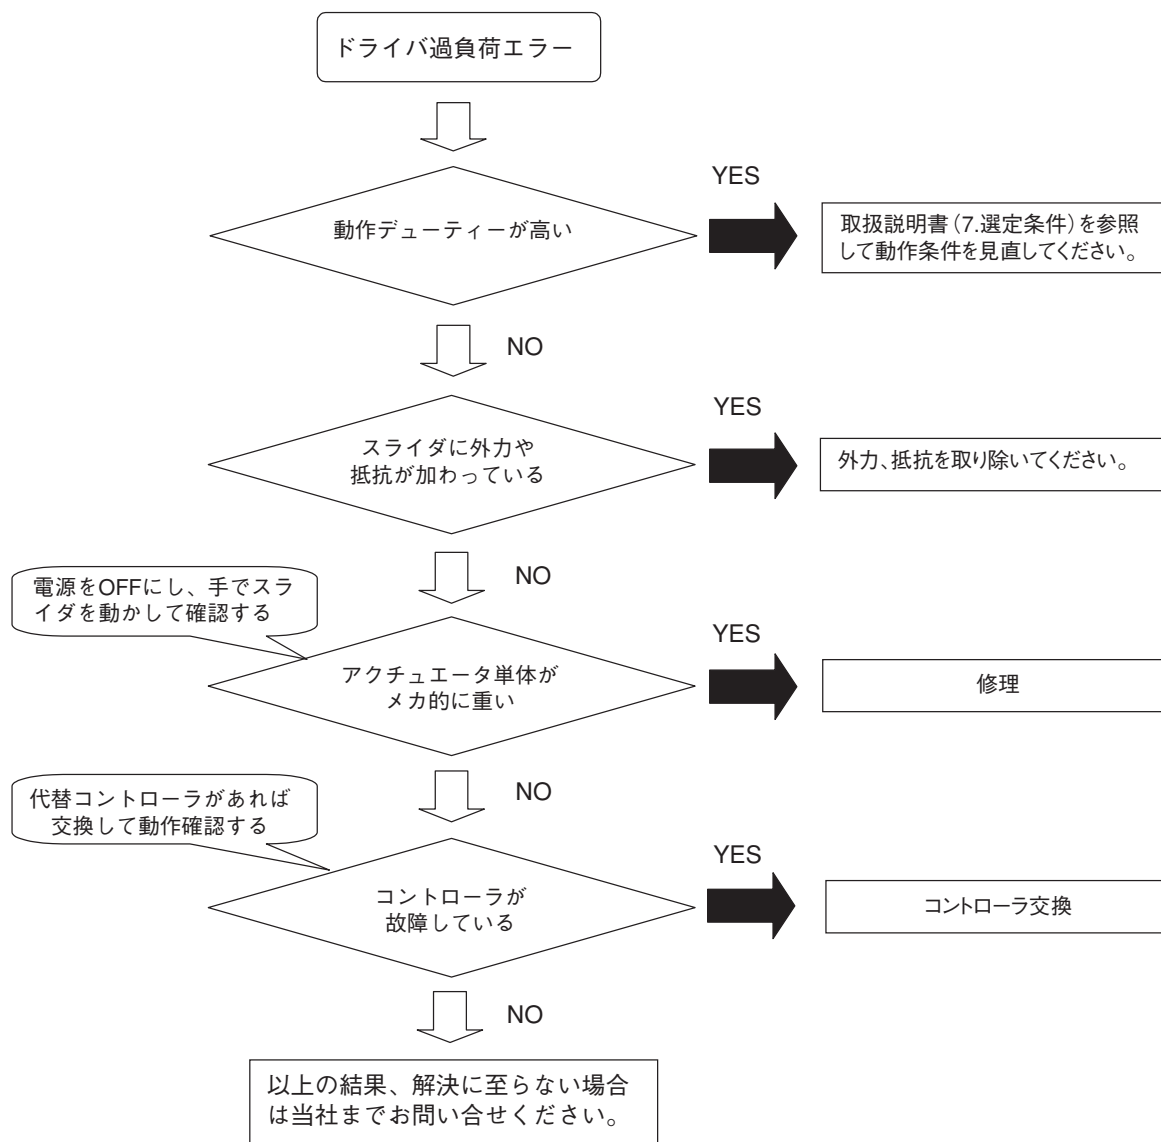 ドライバ過負荷エラー
動作デューティーが高い
YES
取扱説明書(7.選定条件)を参照
して動作条件を見直してください。
NO
スライダに外力や
抵抗が加わっている
YES
外力、抵抗を取り除いてください。
NO
電源をOFFにし、手でスラ
イダを動かして確認する
アクチュエータ単体が
メカ的に重い
YES
修理
NO
代替コントローラがあれば
交換して動作確認する
コントローラが
故障している
YES
コントローラ交換
NO
以上の結果、解決に至らない場合
は当社までお問い合せください。